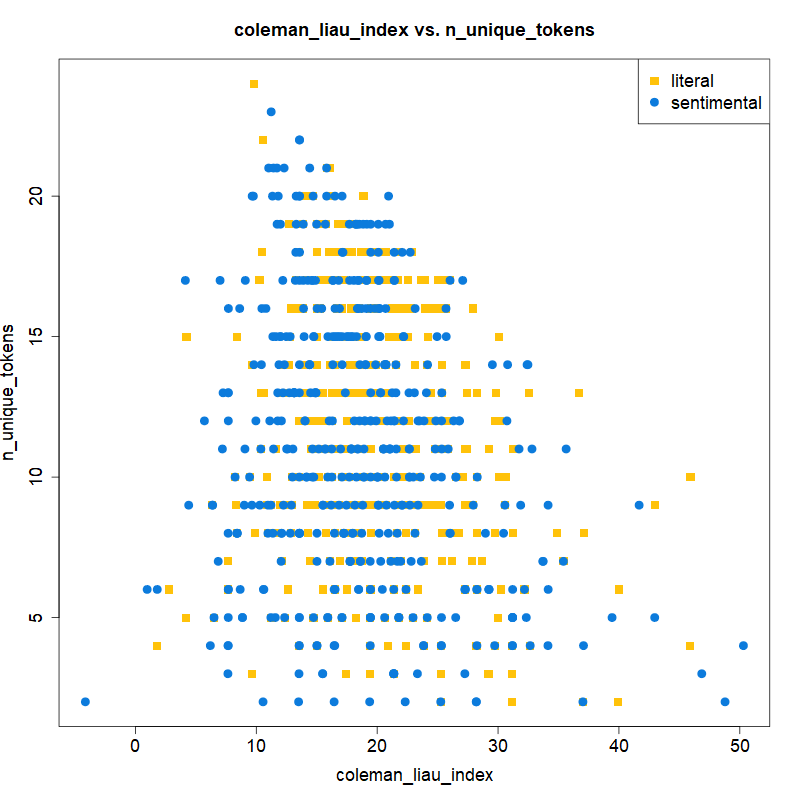 coleman_liau_index vs. n_unique_tokens
literal
sentimental
n_unique_tokens
20
15
10
5
0 10 20 30 40 50
coleman_liau_index